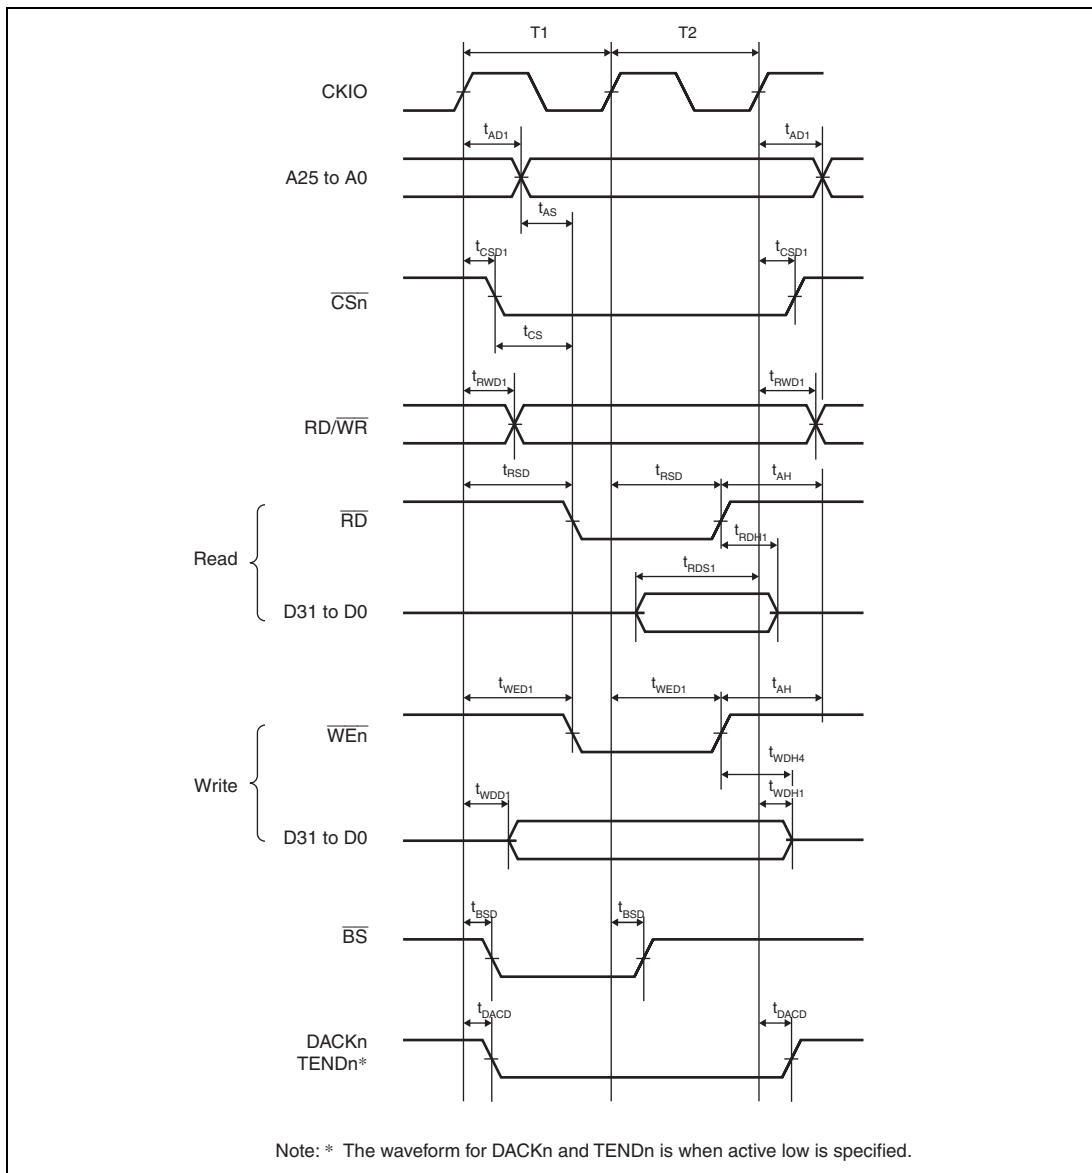 T1 T2
CKIO
tAD1 tAD1
A25 to A0
tAS
tCSD1 tCSD1
CSn
tCS
tRWD1 tRWD1
RD/WR
tRSD tRSD tAH
RD
tRDH1
Read
tRDS1
D31 to D0
tWED1 tWED1 tAH
WEn
tWDH4
Write
tWDD1 tWDH1
D31 to D0
tBSD tBSD
BS
tDACD tDACD
DACKn
TENDn*
Note: * The waveform for DACKn and TENDn is when active low is specified.